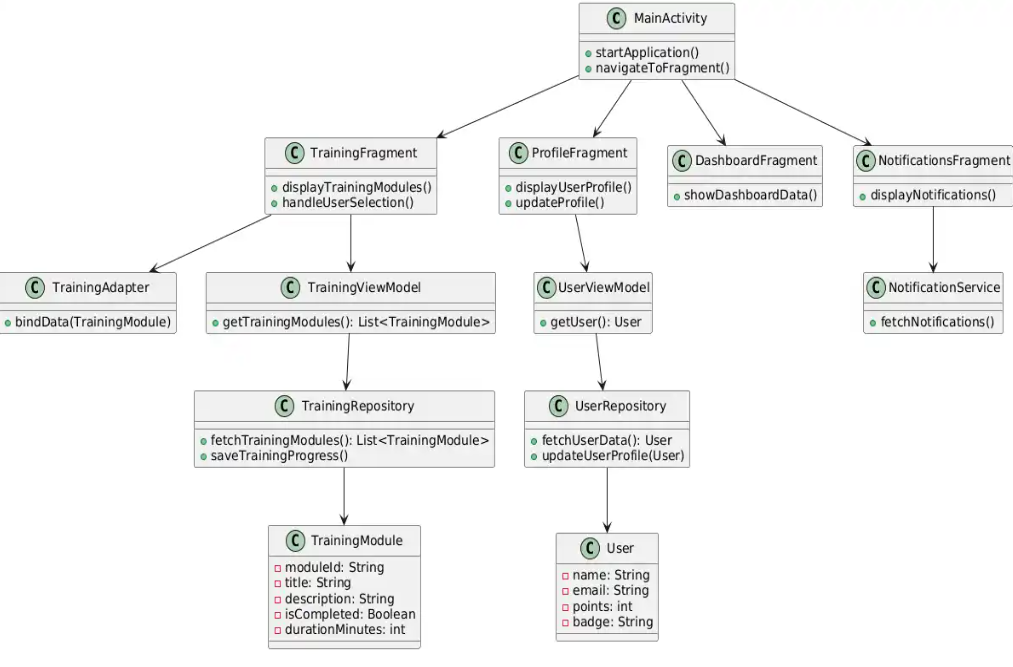 C MainActivity
startApplication()
navigateToFragment()
C TrainingFragment
displayTrainingModules()
handleUserSelection()
C ProfileFragment
displayUserProfile()
updateProfile()
C DashboardFragment
showDashboardData()
C NotificationsFragment
displayNotifications()
C TrainingAdapter
bindData(TrainingModule)
C TrainingViewModel
getTrainingModules(): List<TrainingModule>
C UserViewModel
getUser(): User
C NotificationService
fetchNotifications()
C TrainingRepository
fetchTrainingModules(): List<TrainingModule>
saveTrainingProgress()
C UserRepository
fetchUserData(): User
updateUserProfile(User)
C TrainingModule
moduleId: String
title: String
description: String
isCompleted: Boolean
durationMinutes: int
C User
name: String
email: String
points: int
badge: String